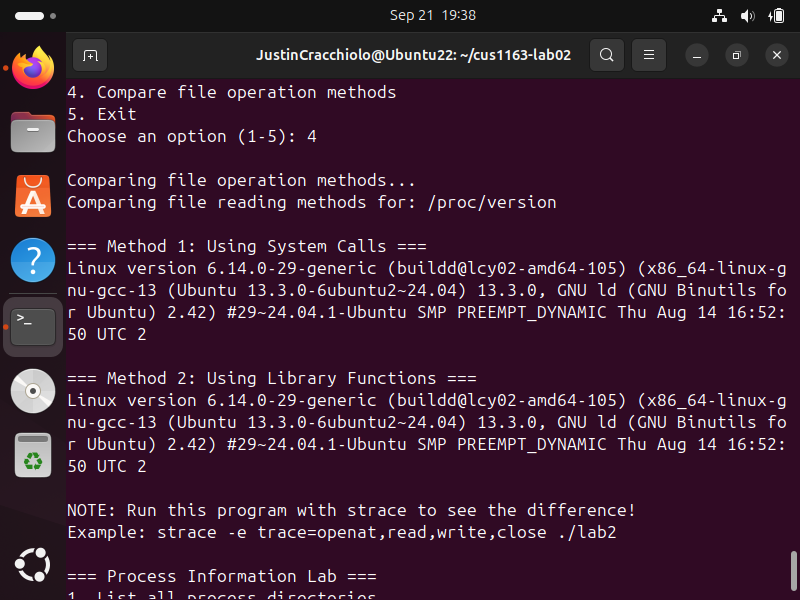 Sep 21 19:38
JustinCracchiolo@Ubuntu22: ~/cus1163-lab02
4. Compare file operation methods
5. Exit
Choose an option (1-5): 4
Comparing file operation methods...
Comparing file reading methods for: /proc/version
=== Method 1: Using System Calls ===
Linux version 6.14.0-29-generic (buildd@lcy02-amd64-105) (x86_64-linux-g
nu-gcc-13 (Ubuntu 13.3.0-6ubuntu2~24.04) 13.3.0, GNU ld (GNU Binutils fo
r Ubuntu) 2.42) #29~24.04.1-Ubuntu SMP PREEMPT_DYNAMIC Thu Aug 14 16:52:
50 UTC 2
=== Method 2: Using Library Functions ===
Linux version 6.14.0-29-generic (buildd@lcy02-amd64-105) (x86_64-linux-g
nu-gcc-13 (Ubuntu 13.3.0-6ubuntu2~24.04) 13.3.0, GNU ld (GNU Binutils fo
r Ubuntu) 2.42) #29~24.04.1-Ubuntu SMP PREEMPT_DYNAMIC Thu Aug 14 16:52:
50 UTC 2
NOTE: Run this program with strace to see the difference!
Example: strace -e trace=openat,read,write,close ./lab2
=== Process Information Lab ===
1. List all process directories